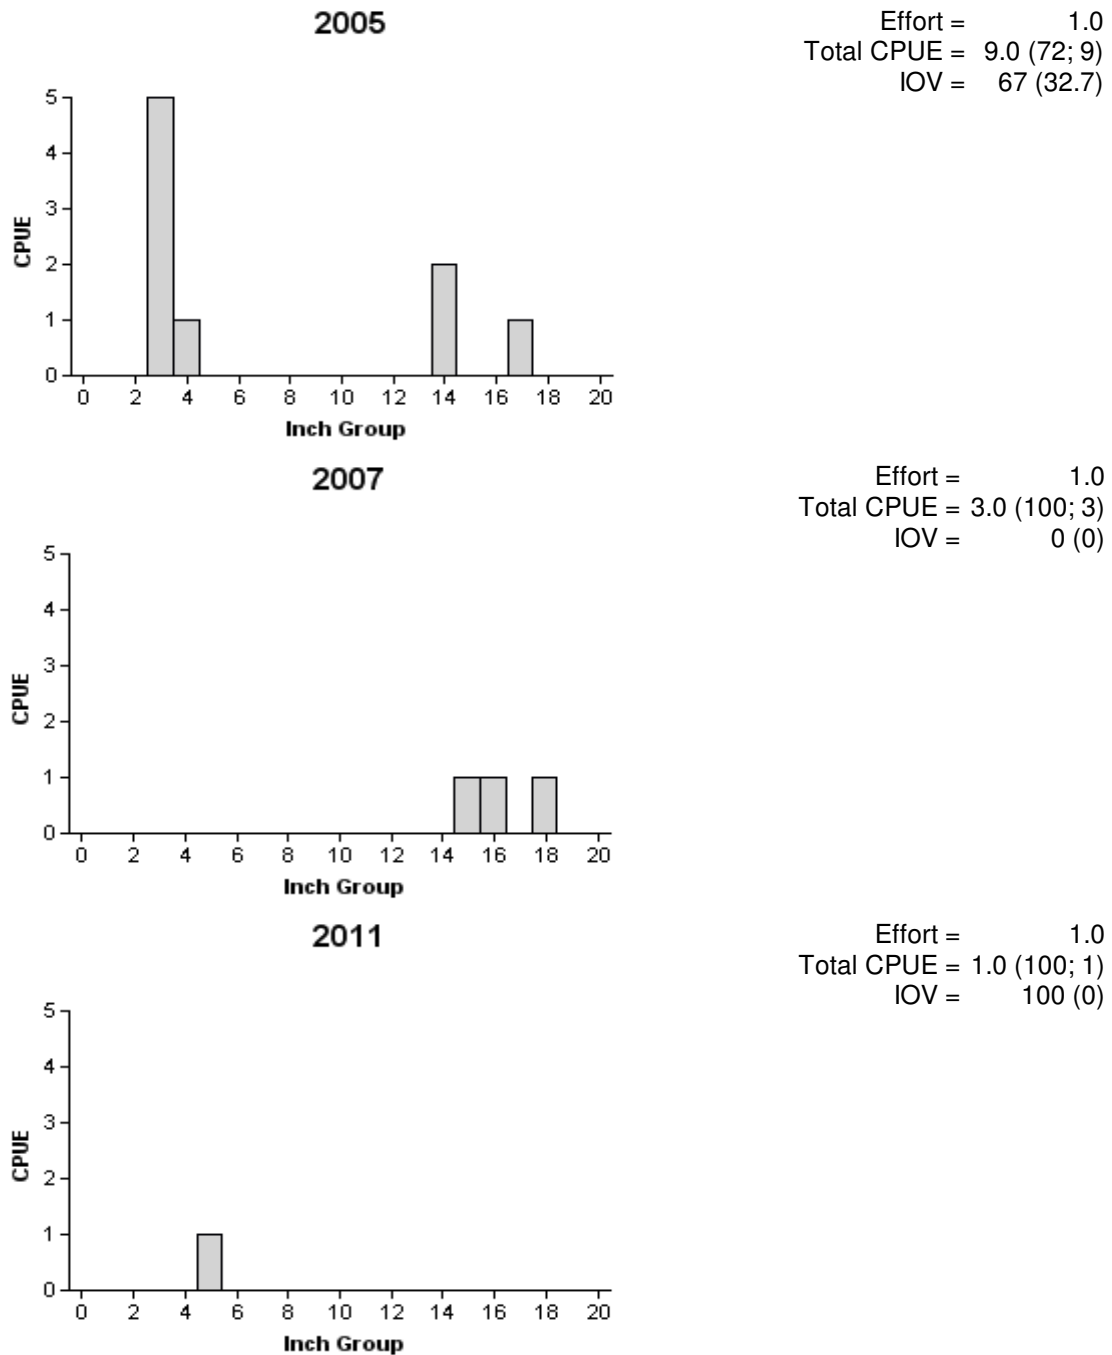 2005
Effort = 1.0
Total CPUE = 9.0 (72; 9)
IOV = 67 (32.7)
5
4
3
2
1
0
CPUE
0 2 4 6 8 10 12 14 16 18 20
Inch Group
2007
Effort = 1.0
Total CPUE = 3.0 (100; 3)
IOV = 0 (0)
5
4
3
2
1
0
CPUE
0 2 4 6 8 10 12 14 16 18 20
Inch Group
2011
Effort = 1.0
Total CPUE = 1.0 (100; 1)
IOV = 100 (0)
5
4
3
2
1
0
CPUE
0 2 4 6 8 10 12 14 16 18 20
Inch Group